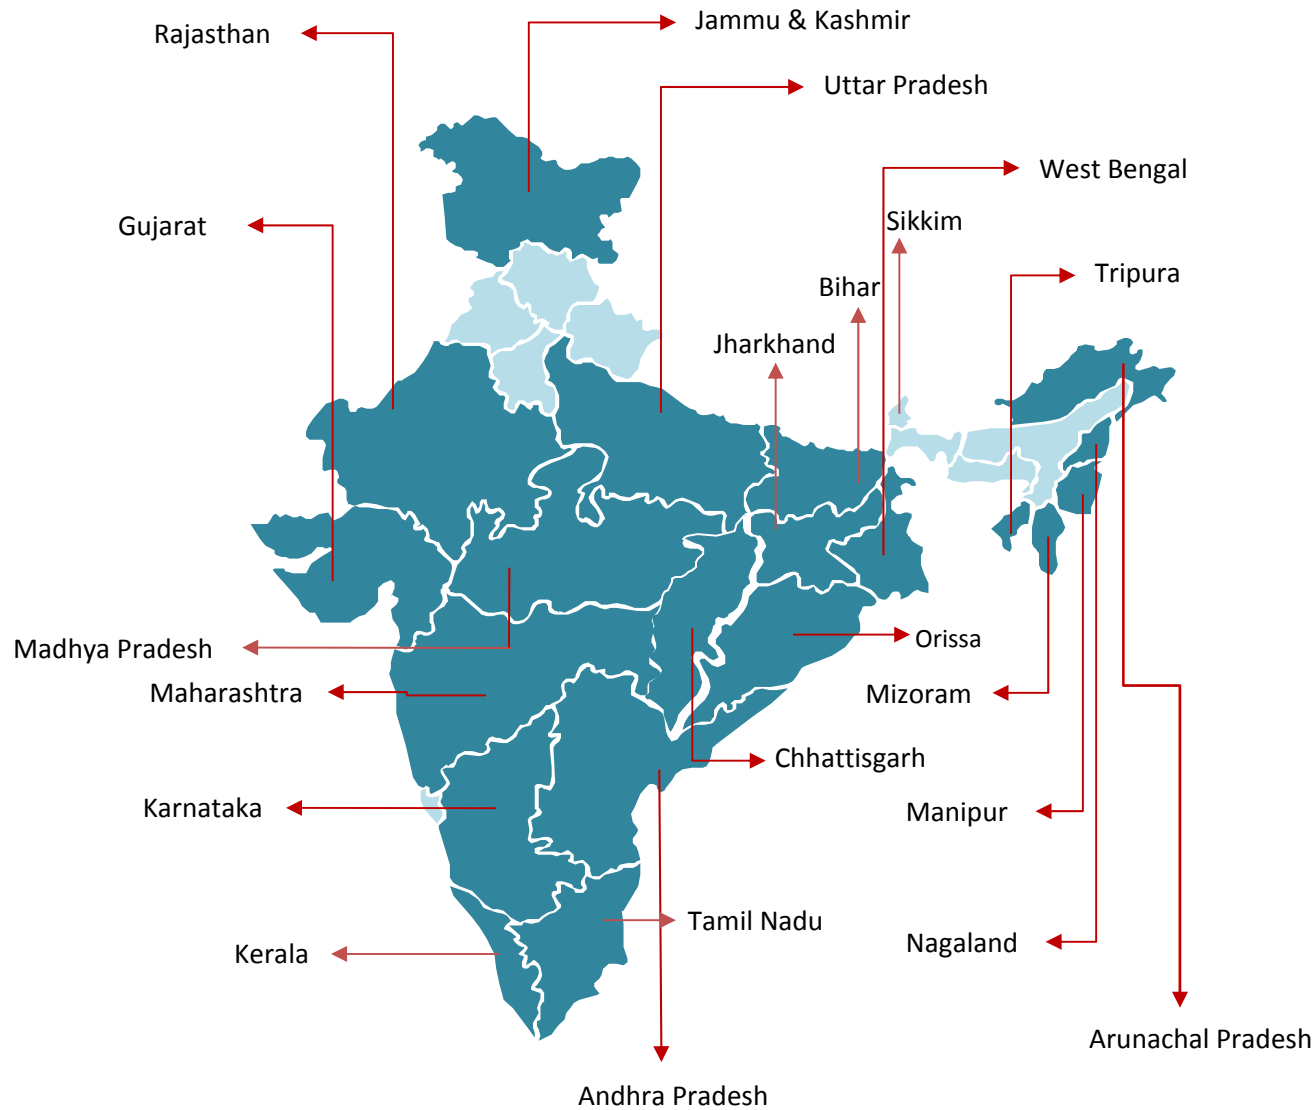 Jammu & Kashmir
Rajasthan
Uttar Pradesh
West Bengal
Sikkim
Gujarat
Tripura
Bihar
Jharkhand
Orissa
Madhya Pradesh
Maharashtra
Mizoram
Chhattisgarh
Karnataka
Manipur
Tamil Nadu
Nagaland
Kerala
Arunachal Pradesh
Andhra Pradesh